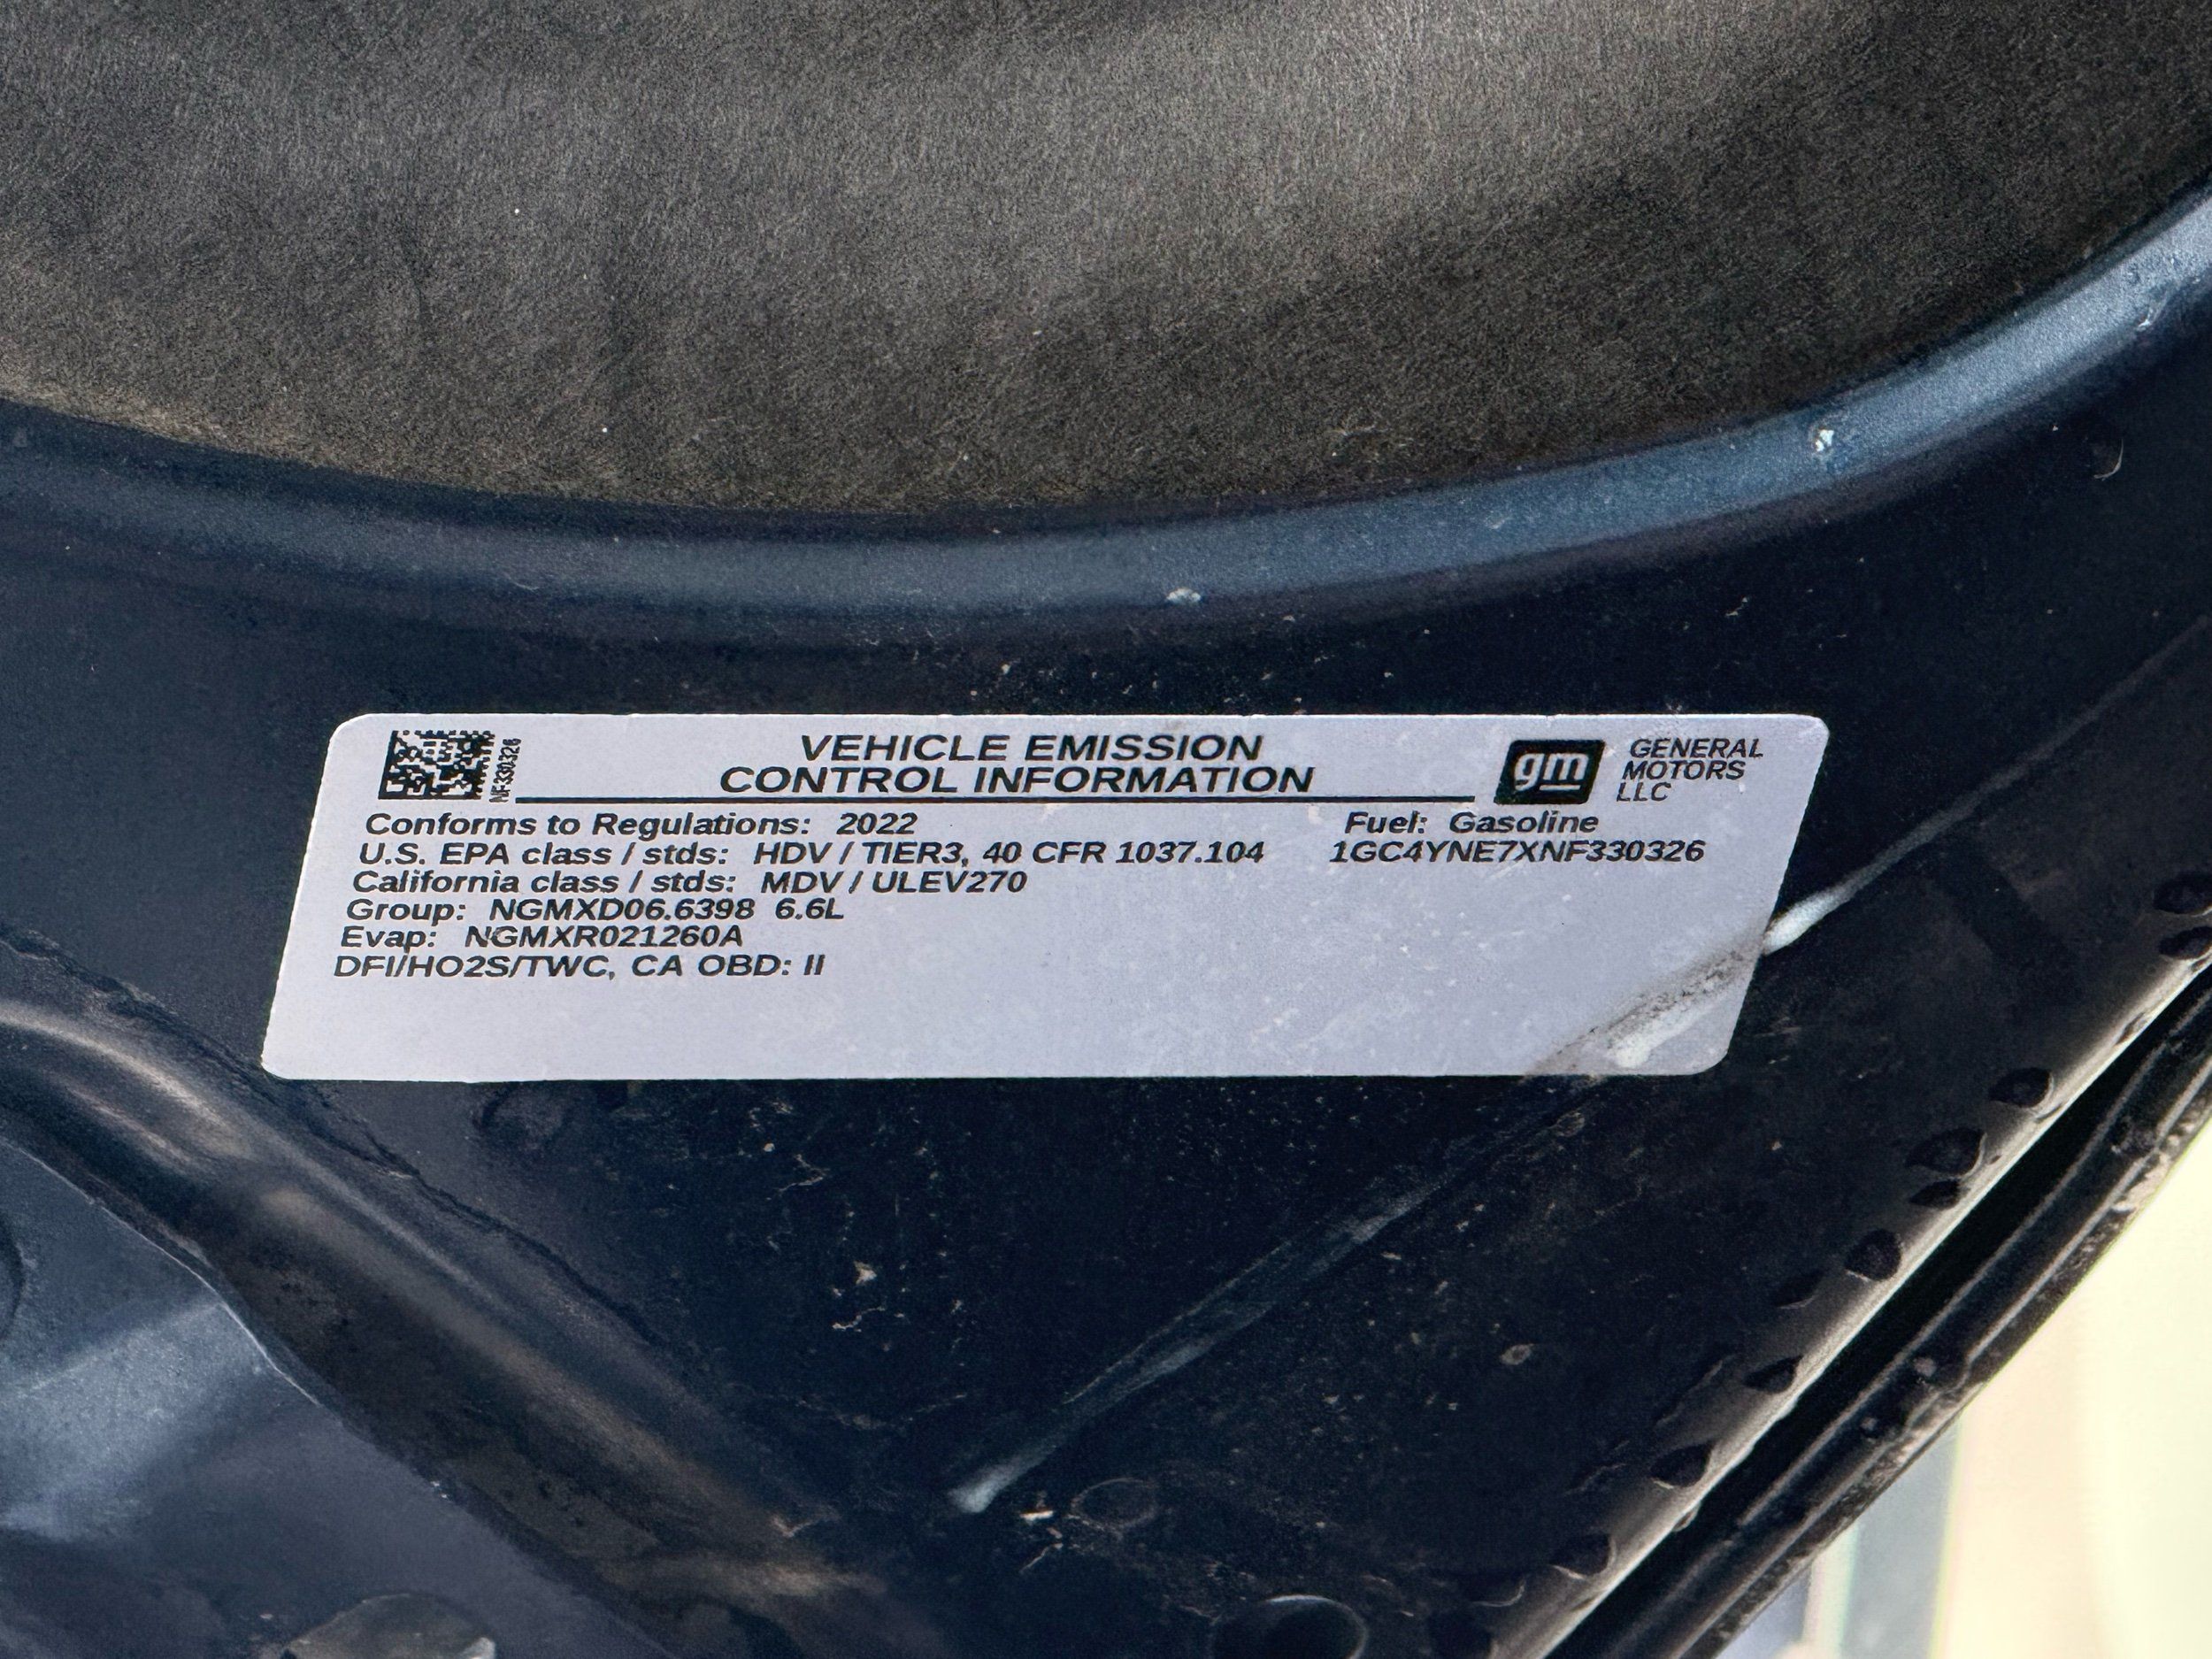 NF330326
VEHICLE EMISSION
CONTROL INFORMATION
gm
GENERAL
MOTORS
LLC
Conforms to Regulations: 2022
Fuel: Gasoline
U.S. EPA class / stds: HDV / TIER3, 40 CFR 1037.104
1GC4YNE7XNF330326
California class / stds: MDV / ULEV270
Group: NGMXD06.6398 6.6L
Evap: NGMXR021260A
DFI/HO2S/TWC, CA OBD: II